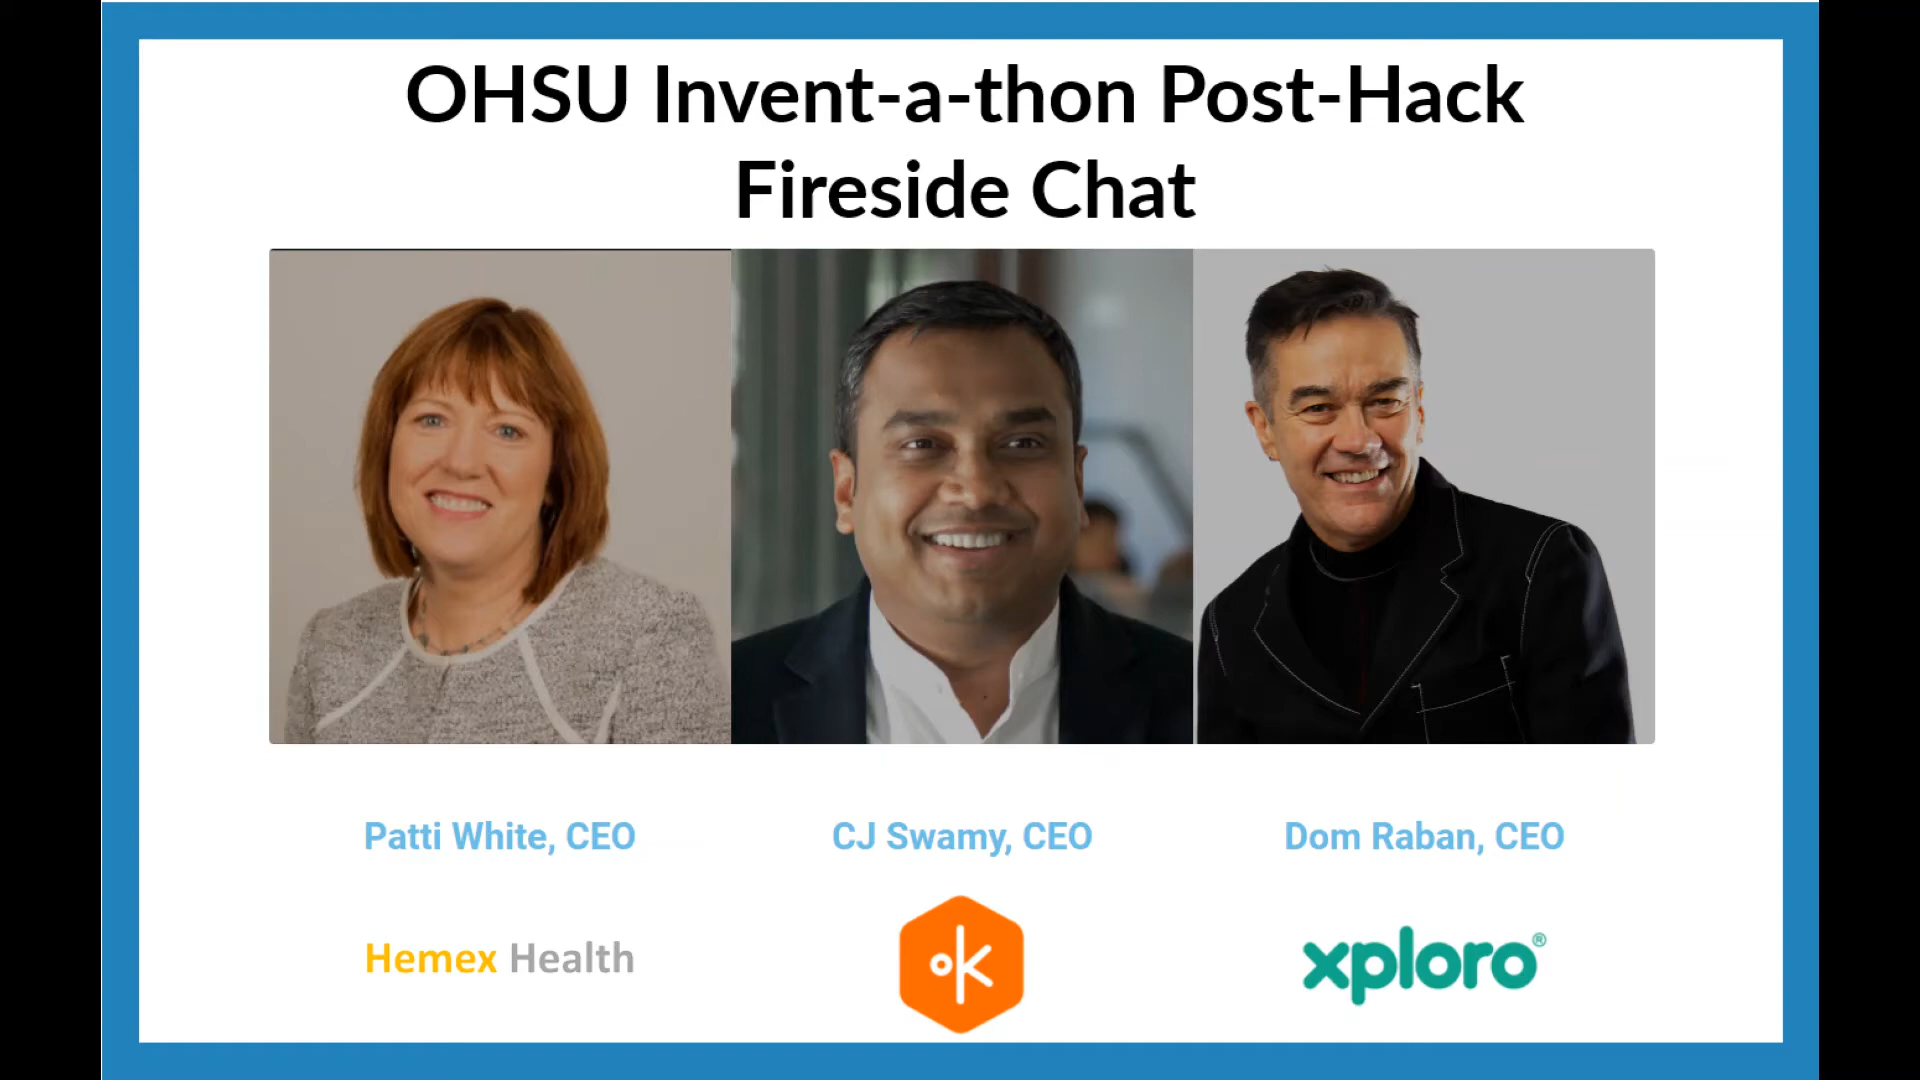 OHSU Invent-a-thon Post-Hack
Fireside Chat
Patti White, CEO
CJ Swamy, CEO
Dom Raban, CEO
Hemex Health
oK
xploro®